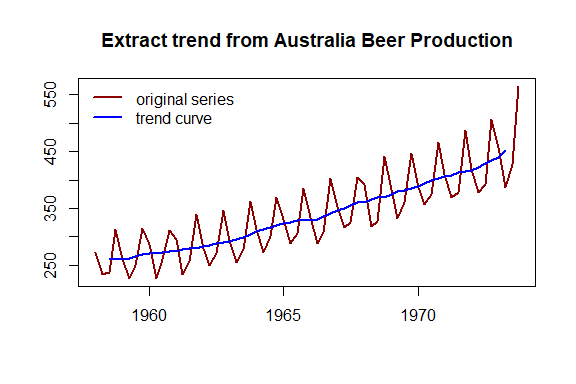 Extract trend from Australia Beer Production
original series
trend curve
550
450
350
250
1960 1965 1970